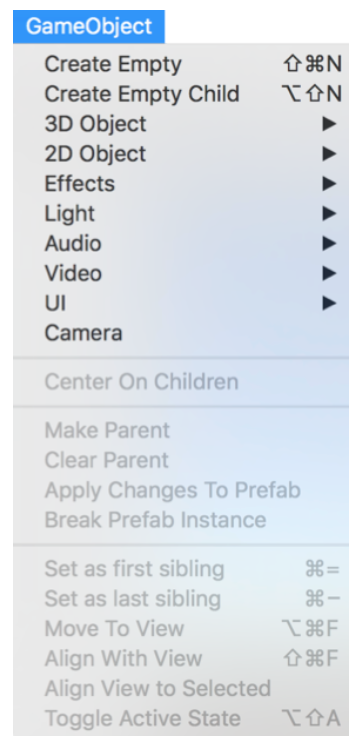 GameObject
Create Empty ⇧⌘N
Create Empty Child ⌥⇧N
3D Object ▶
2D Object ▶
Effects ▶
Light ▶
Audio ▶
Video ▶
UI ▶
Camera
Center On Children
Make Parent
Clear Parent
Apply Changes To Prefab
Break Prefab Instance
Set as first sibling ⌘=
Set as last sibling ⌘−
Move To View ⌥⌘F
Align With View ⇧⌘F
Align View to Selected
Toggle Active State ⌥⇧A